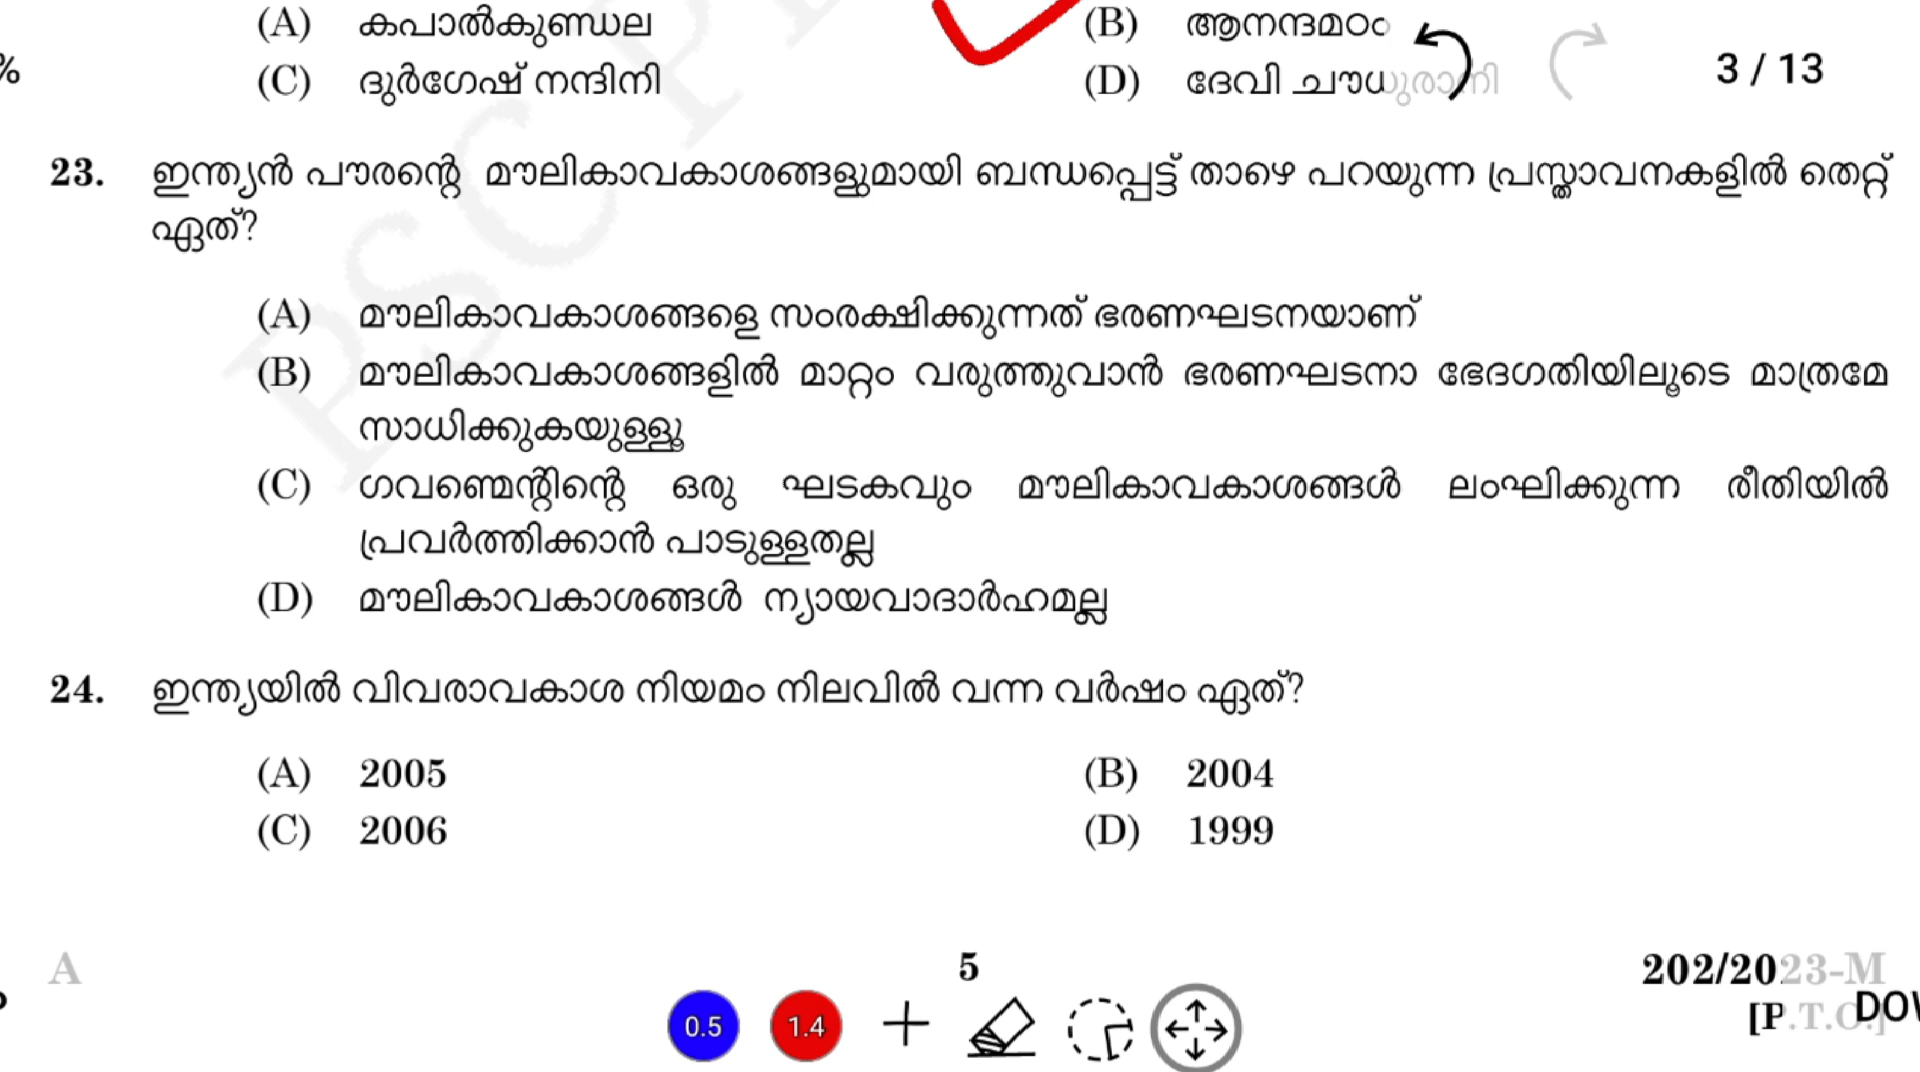 (A) കപാൽകുണ്ഡല (B) ആനന്ദമഠം
(C) ദുർഗേഷ് നന്ദിനി (D) ദേവി ചൗധുരാനി
%
3 / 13
23. ഇന്ത്യൻ പൗരന്റെ മൗലികാവകാശങ്ങളുമായി ബന്ധപ്പെട്ട് താഴെ പറയുന്ന പ്രസ്താവനകളിൽ തെറ്റ്
ഏത്?
(A) മൗലികാവകാശങ്ങളെ സംരക്ഷിക്കുന്നത് ഭരണഘടനയാണ്
(B) മൗലികാവകാശങ്ങളിൽ മാറ്റം വരുത്തുവാൻ ഭരണഘടനാ ഭേദഗതിയിലൂടെ മാത്രമേ
സാധിക്കുകയുള്ളൂ
(C) ഗവണ്മെന്റിന്റെ ഒരു ഘടകവും മൗലികാവകാശങ്ങൾ ലംഘിക്കുന്ന രീതിയിൽ
പ്രവർത്തിക്കാൻ പാടുള്ളതല്ല
(D) മൗലികാവകാശങ്ങൾ ന്യായവാദാർഹമല്ല
24. ഇന്ത്യയിൽ വിവരാവകാശ നിയമം നിലവിൽ വന്ന വർഷം ഏത്?
(A) 2005 (B) 2004
(C) 2006 (D) 1999
A 5 202/2023-M
[P.T.O.]
0.5 1.4